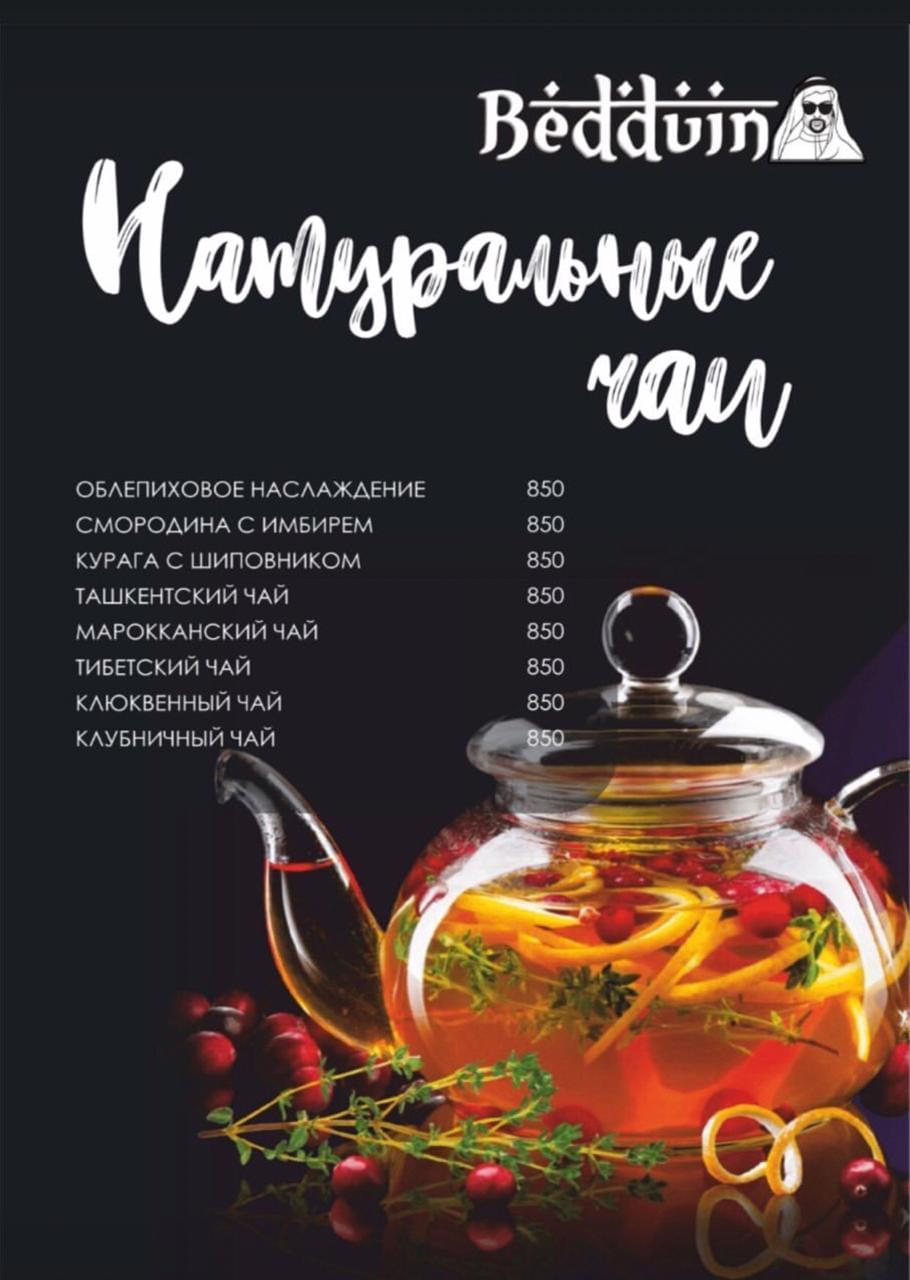 Bedduin
Натуральные
чаи
ОБЛЕПИХОВОЕ НАСЛАЖДЕНИЕ 850
СМОРОДИНА С ИМБИРЕМ 850
КУРАГА С ШИПОВНИКОМ 850
ТАШКЕНТСКИЙ ЧАЙ 850
МАРОККАНСКИЙ ЧАЙ 850
ТИБЕТСКИЙ ЧАЙ 850
КЛЮКВЕННЫЙ ЧАЙ 850
КЛУБНИЧНЫЙ ЧАЙ 850